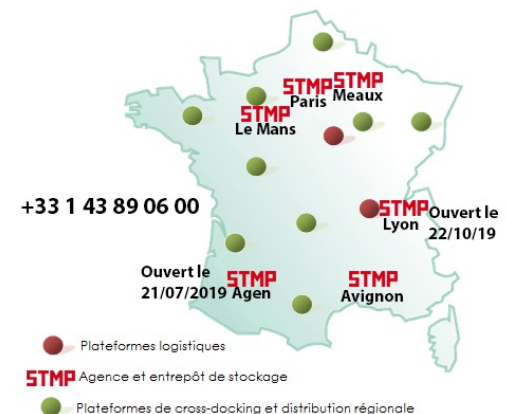 STMP STMP
Paris Meaux
STMP
Le Mans
+33 1 43 89 06 00
STMP Ouvert le
Lyon 22/10/19
Ouvert le STMP
21/07/2019 Agen
STMP
Avignon
Plateformes logistiques
STMP Agence et entrepôt de stockage
Plateformes de cross-docking et distribution régionale